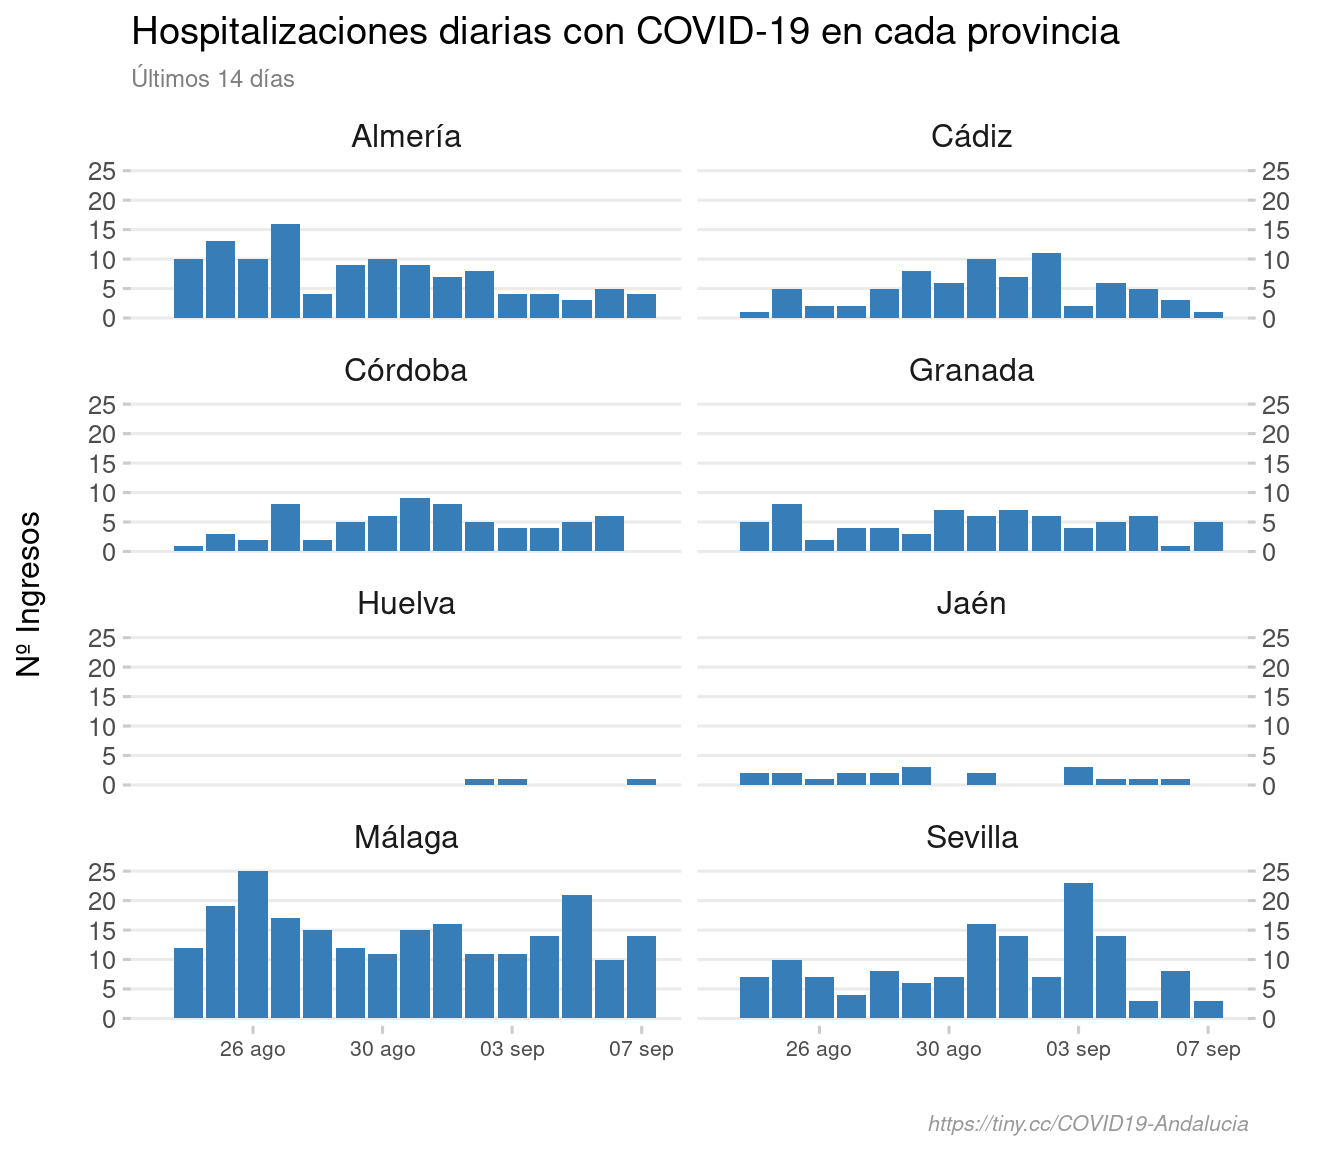 Hospitalizaciones diarias con COVID-19 en cada provincia
Últimos 14 días
Almería Cádiz
25 25
20 20
15 15
10 10
5 5
0 0
Córdoba Granada
25 25
20 20
15 15
10 10
5 5
0 0
Nº Ingresos
Huelva Jaén
25 25
20 20
15 15
10 10
5 5
0 0
Málaga Sevilla
25 25
20 20
15 15
10 10
5 5
0 0
26 ago 30 ago 03 sep 07 sep 26 ago 30 ago 03 sep 07 sep
https://tiny.cc/COVID19-Andalucia